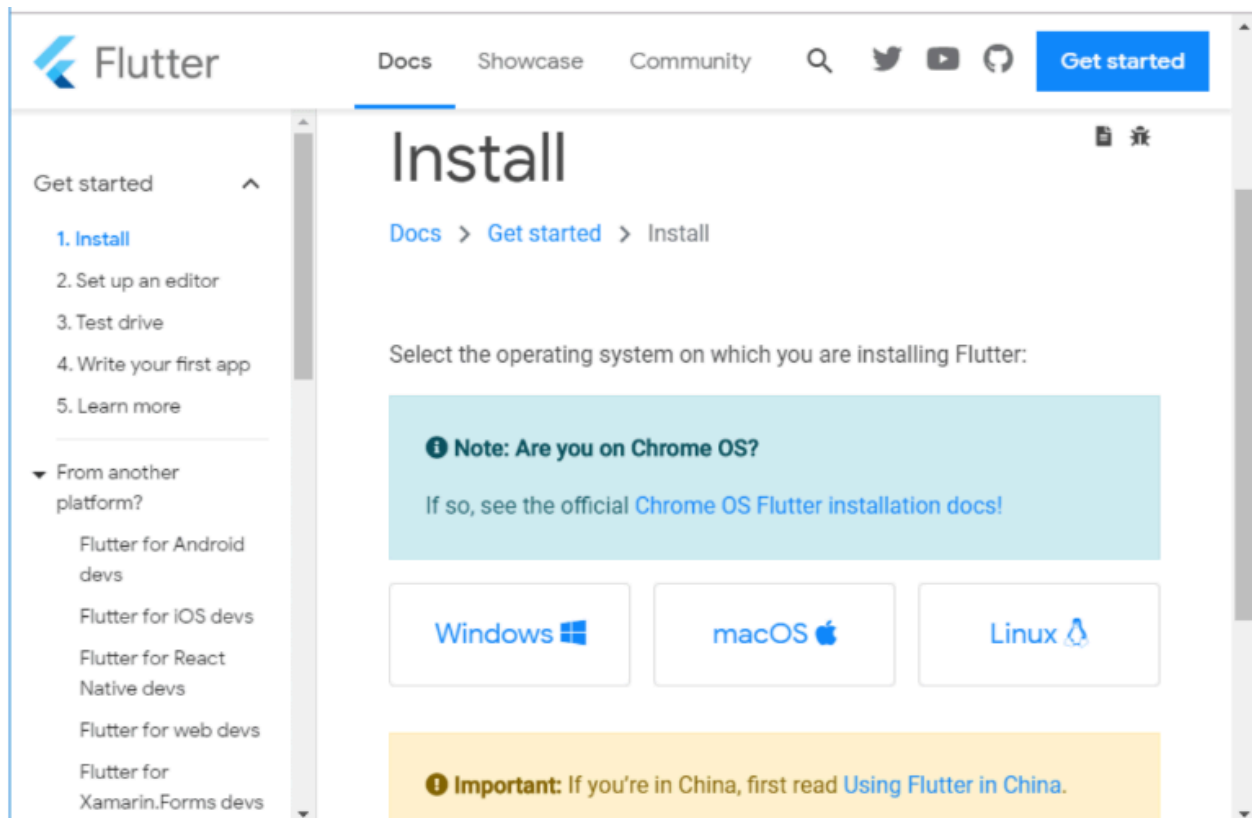 Flutter
Docs Showcase Community Get started
Get started
1. Install
2. Set up an editor
3. Test drive
4. Write your first app
5. Learn more
From another
platform?
Flutter for Android
devs
Flutter for iOS devs
Flutter for React
Native devs
Flutter for web devs
Flutter for
Xamarin.Forms devs
Install
Docs > Get started > Install
Select the operating system on which you are installing Flutter:
Note: Are you on Chrome OS?
If so, see the official Chrome OS Flutter installation docs!
Windows macOS Linux
Important: If you're in China, first read Using Flutter in China.